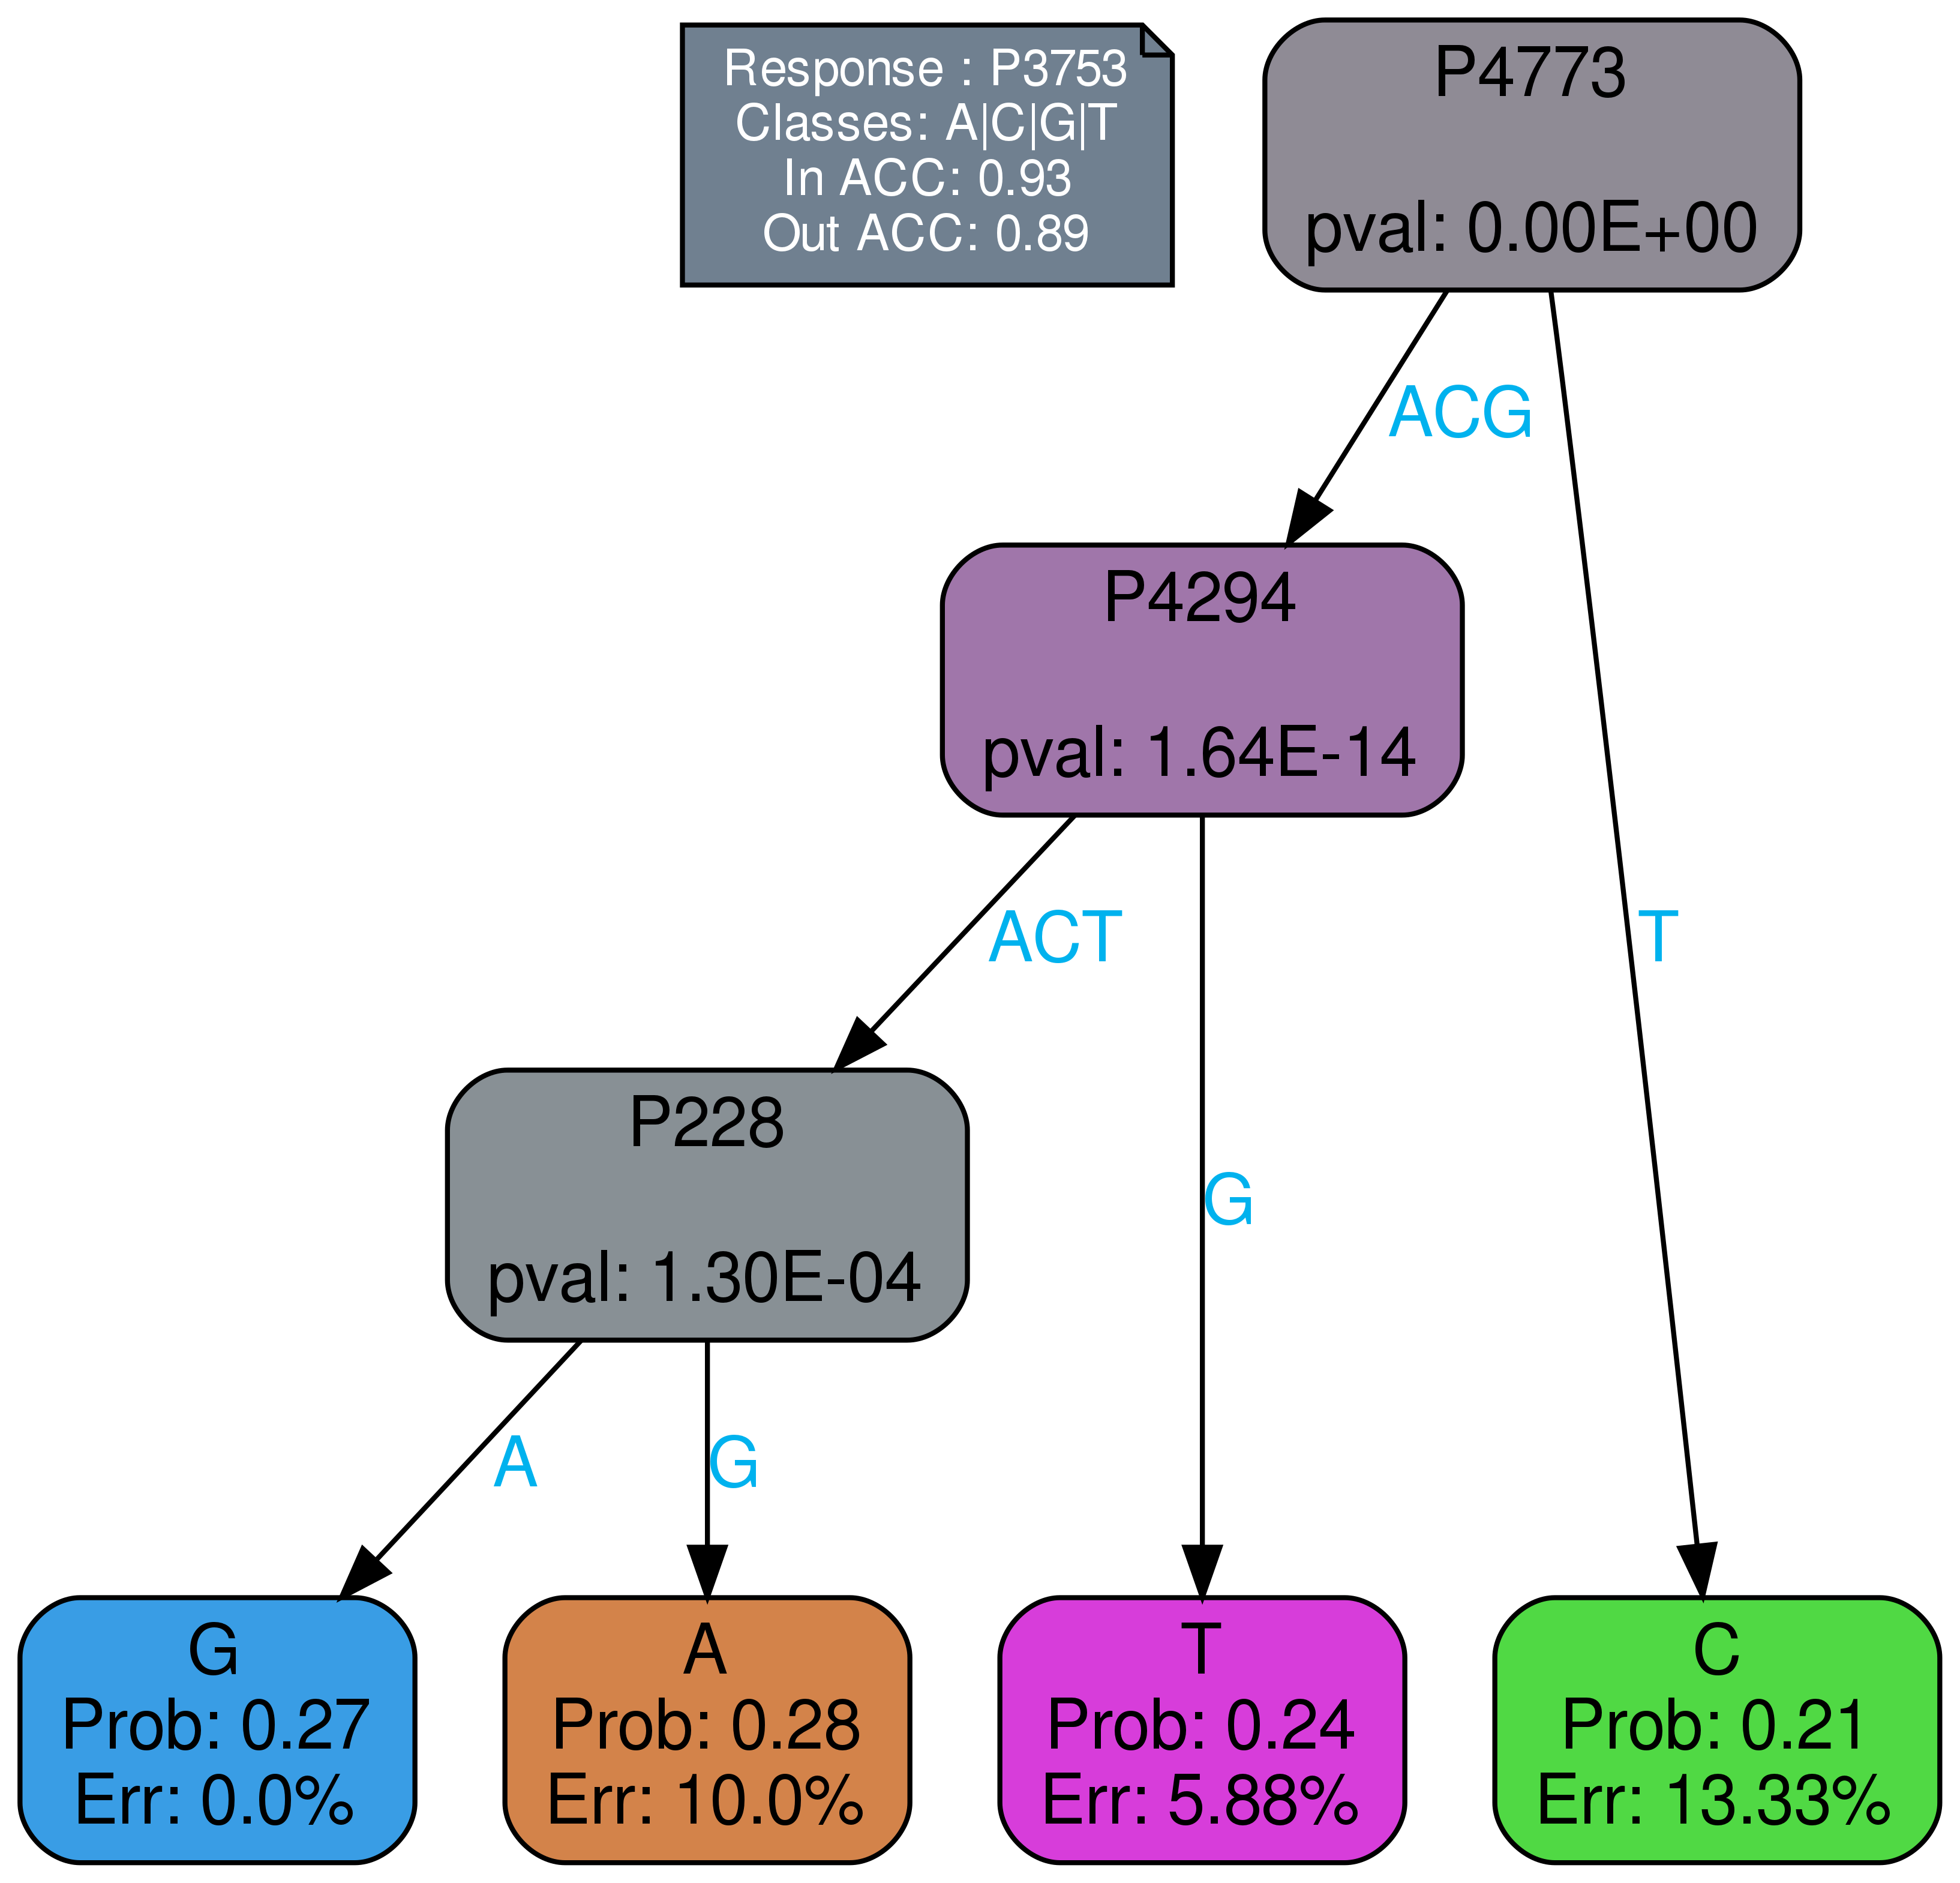 Response : P3753
Classes: A|C|G|T
In ACC: 0.93
Out ACC: 0.89
P4773
pval: 0.00E+00
ACG
P4294
pval: 1.64E-14
ACT
T
P228
pval: 1.30E-04
G
A
G
G
Prob: 0.27
Err: 0.0%
A
Prob: 0.28
Err: 10.0%
T
Prob: 0.24
Err: 5.88%
C
Prob: 0.21
Err: 13.33%